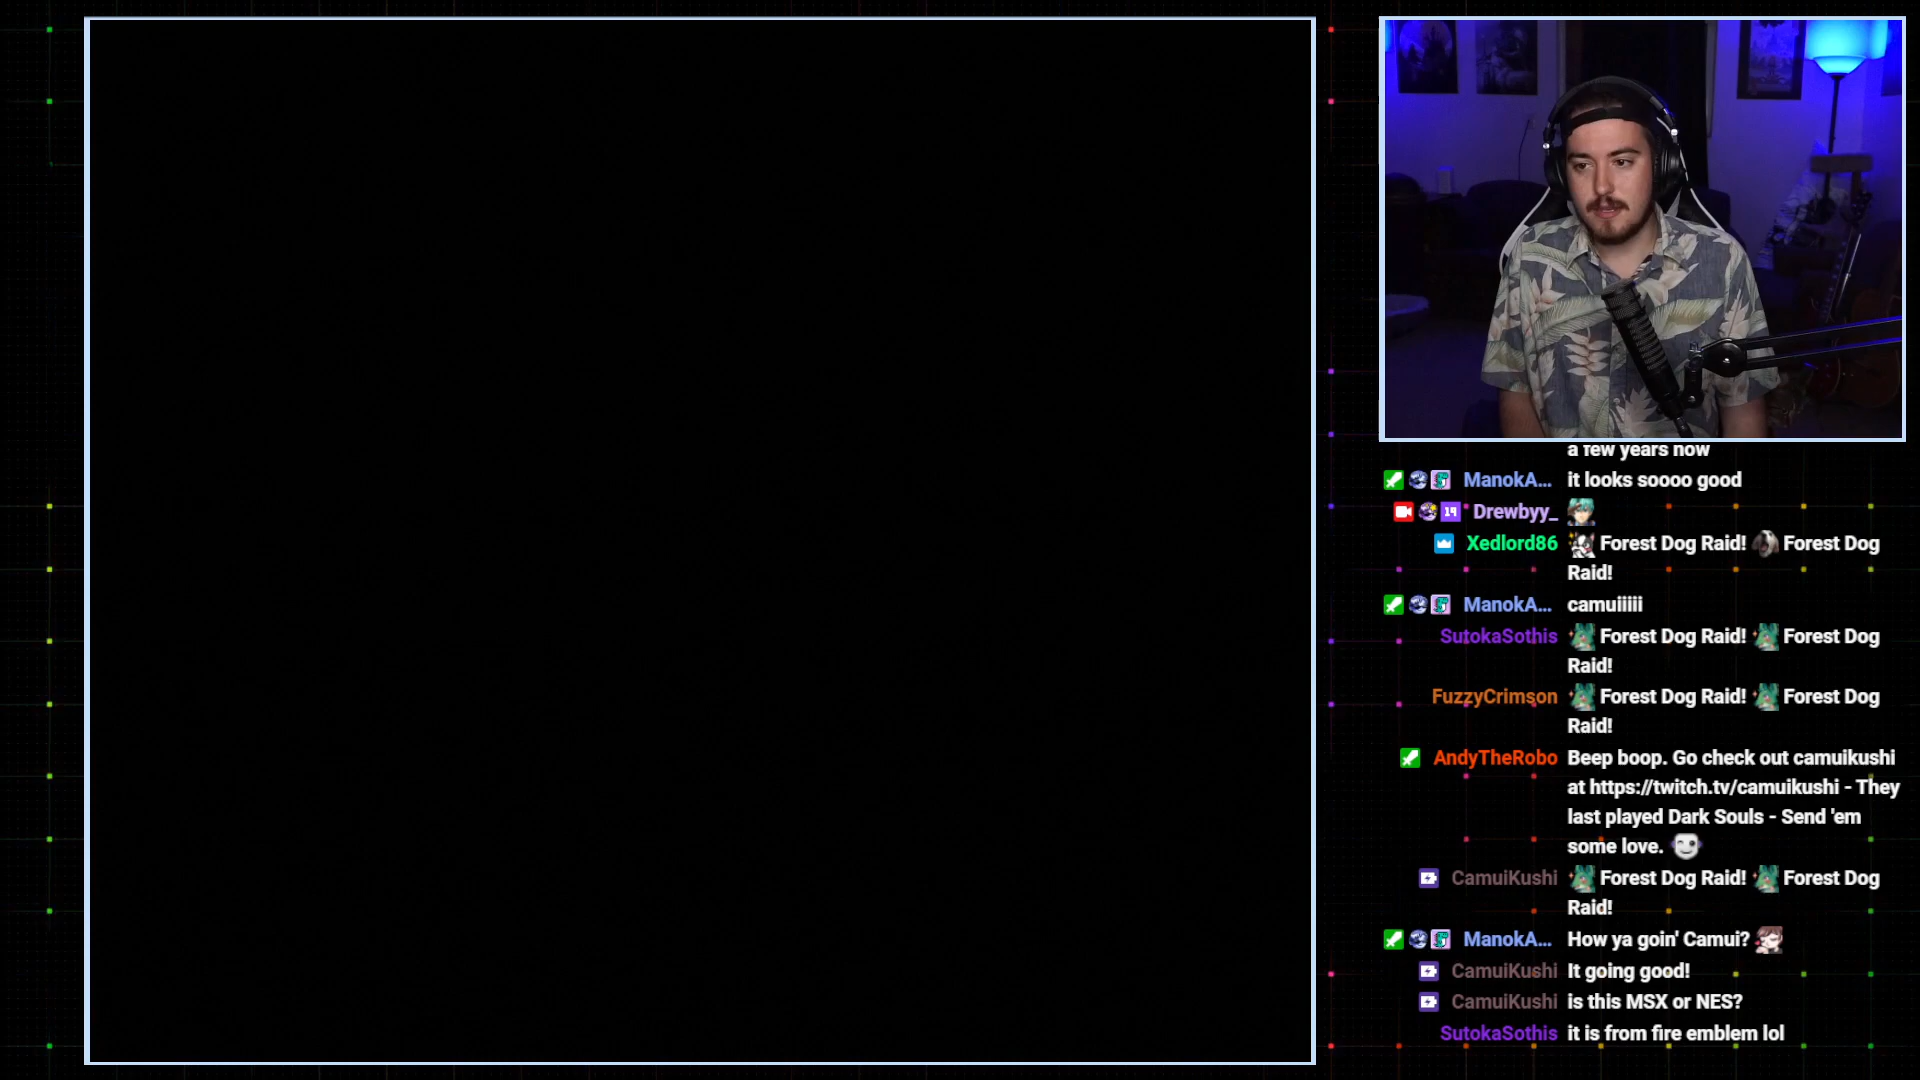 a few years now
ManokA... it looks soooo good
14 Drewbyy_
Xedlord86 Forest Dog Raid! Forest Dog
Raid!
ManokA... camuiiiii
SutokaSothis Forest Dog Raid! Forest Dog
Raid!
FuzzyCrimson Forest Dog Raid! Forest Dog
Raid!
AndyTheRobo Beep boop. Go check out camuikushi
at https://twitch.tv/camuikushi - They
last played Dark Souls - Send 'em
some love.
CamuiKushi Forest Dog Raid! Forest Dog
Raid!
ManokA... How ya goin' Camui?
CamuiKushi It going good!
CamuiKushi is this MSX or NES?
SutokaSothis it is from fire emblem lol